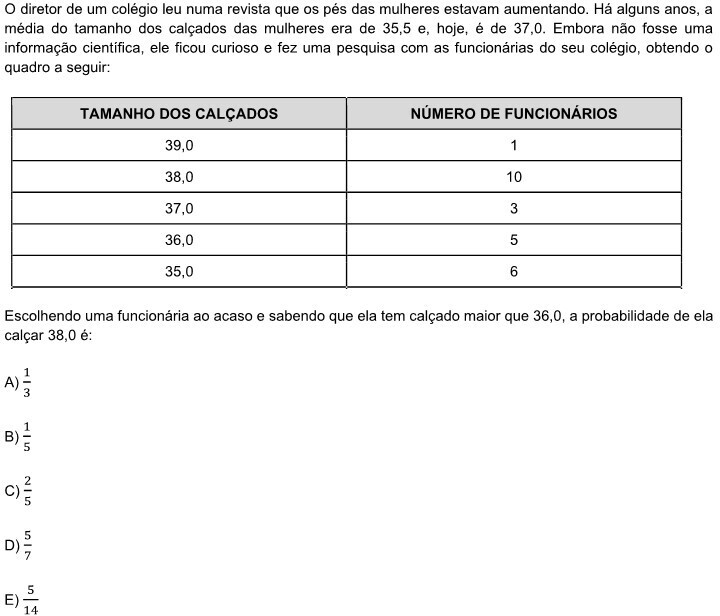 O diretor de um colégio leu numa revista que os pés das mulheres estavam aumentando. Há alguns anos, a
média do tamanho dos calçados das mulheres era de 35,5 e, hoje, é de 37,0. Embora não fosse uma
informação científica, ele ficou curioso e fez uma pesquisa com as funcionárias do seu colégio, obtendo o
quadro a seguir:
TAMANHO DOS CALÇADOS NÚMERO DE FUNCIONÁRIOS
39,0 1
38,0 10
37,0 3
36,0 5
35,0 6
Escolhendo uma funcionária ao acaso e sabendo que ela tem calçado maior que 36,0, a probabilidade de ela
calçar 38,0 é:
A) 1/3
B) 1/5
C) 2/5
D) 5/7
E) 5/14